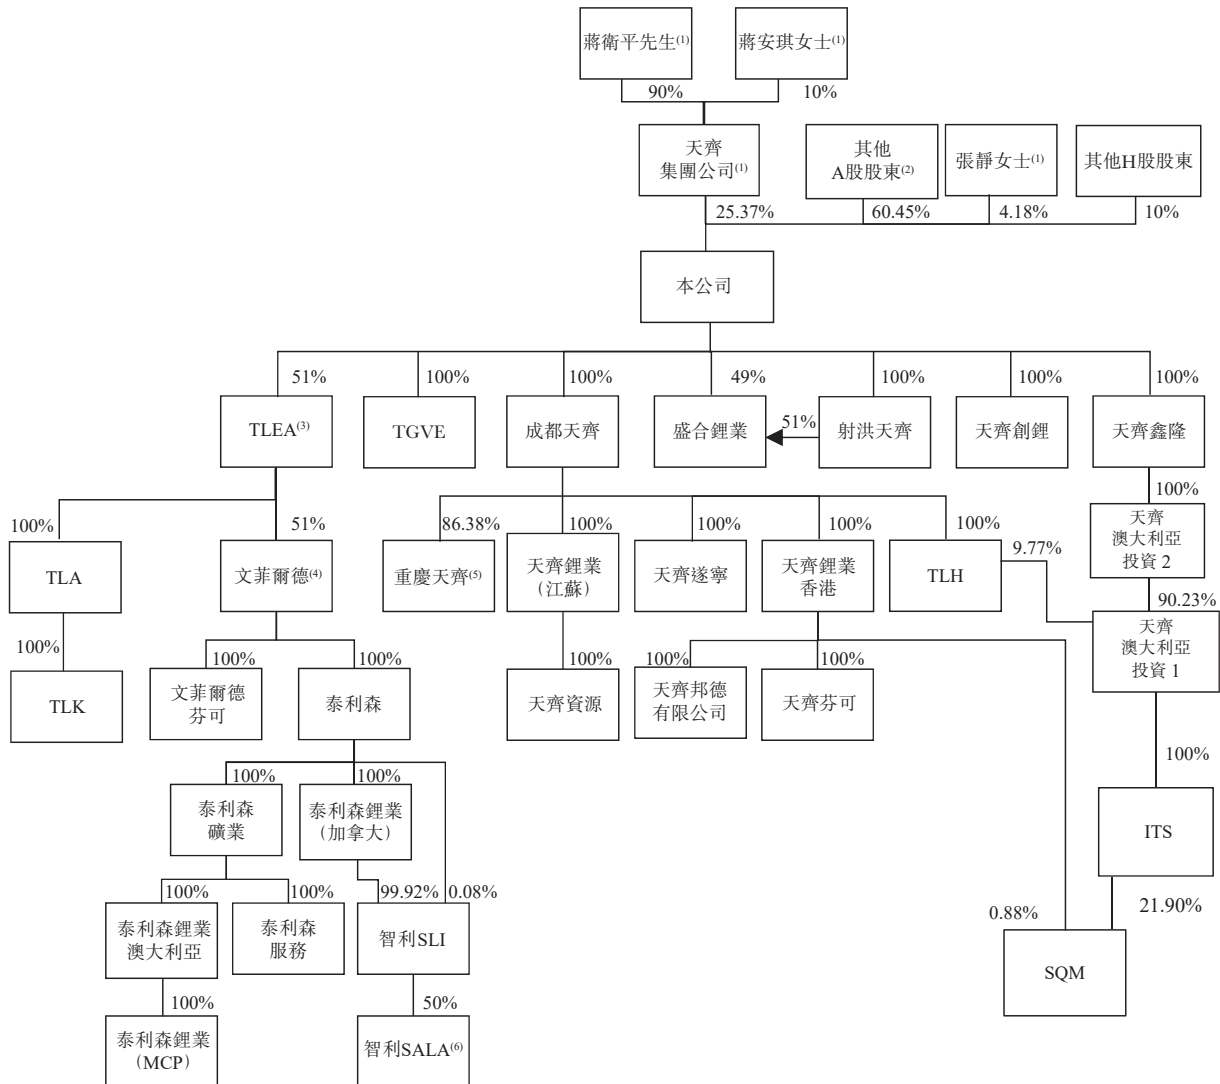 蔣衛平先生(1)
蔣安琪女士(1)
90%
10%
天齊
集團公司(1)
其他
A股股東(2)
張靜女士(1)
其他H股股東
25.37%
60.45%
4.18%
10%
本公司
51%
100%
100%
49%
100%
100%
100%
TLEA(3)
TGVE
成都天齊
盛合鋰業
51%
射洪天齊
天齊創鋰
天齊鑫隆
100%
51%
86.38%
100%
100%
100%
100%
9.77%
100%
TLA
文菲爾德(4)
重慶天齊(5)
天齊鋰業
(江蘇)
天齊遂寧
天齊鋰業
香港
TLH
天齊
澳大利亞
投資 2
90.23%
100%
100%
100%
100%
100%
100%
TLK
文菲爾德
芬可
泰利森
天齊資源
天齊邦德
有限公司
天齊芬可
天齊
澳大利亞
投資 1
100%
100%
100%
泰利森
礦業
泰利森鋰業
(加拿大)
ITS
100%
100%
99.92%
0.08%
0.88%
21.90%
泰利森鋰業
澳大利亞
泰利森
服務
智利SLI
SQM
100%
50%
泰利森鋰業
(MCP)
智利SALA(6)